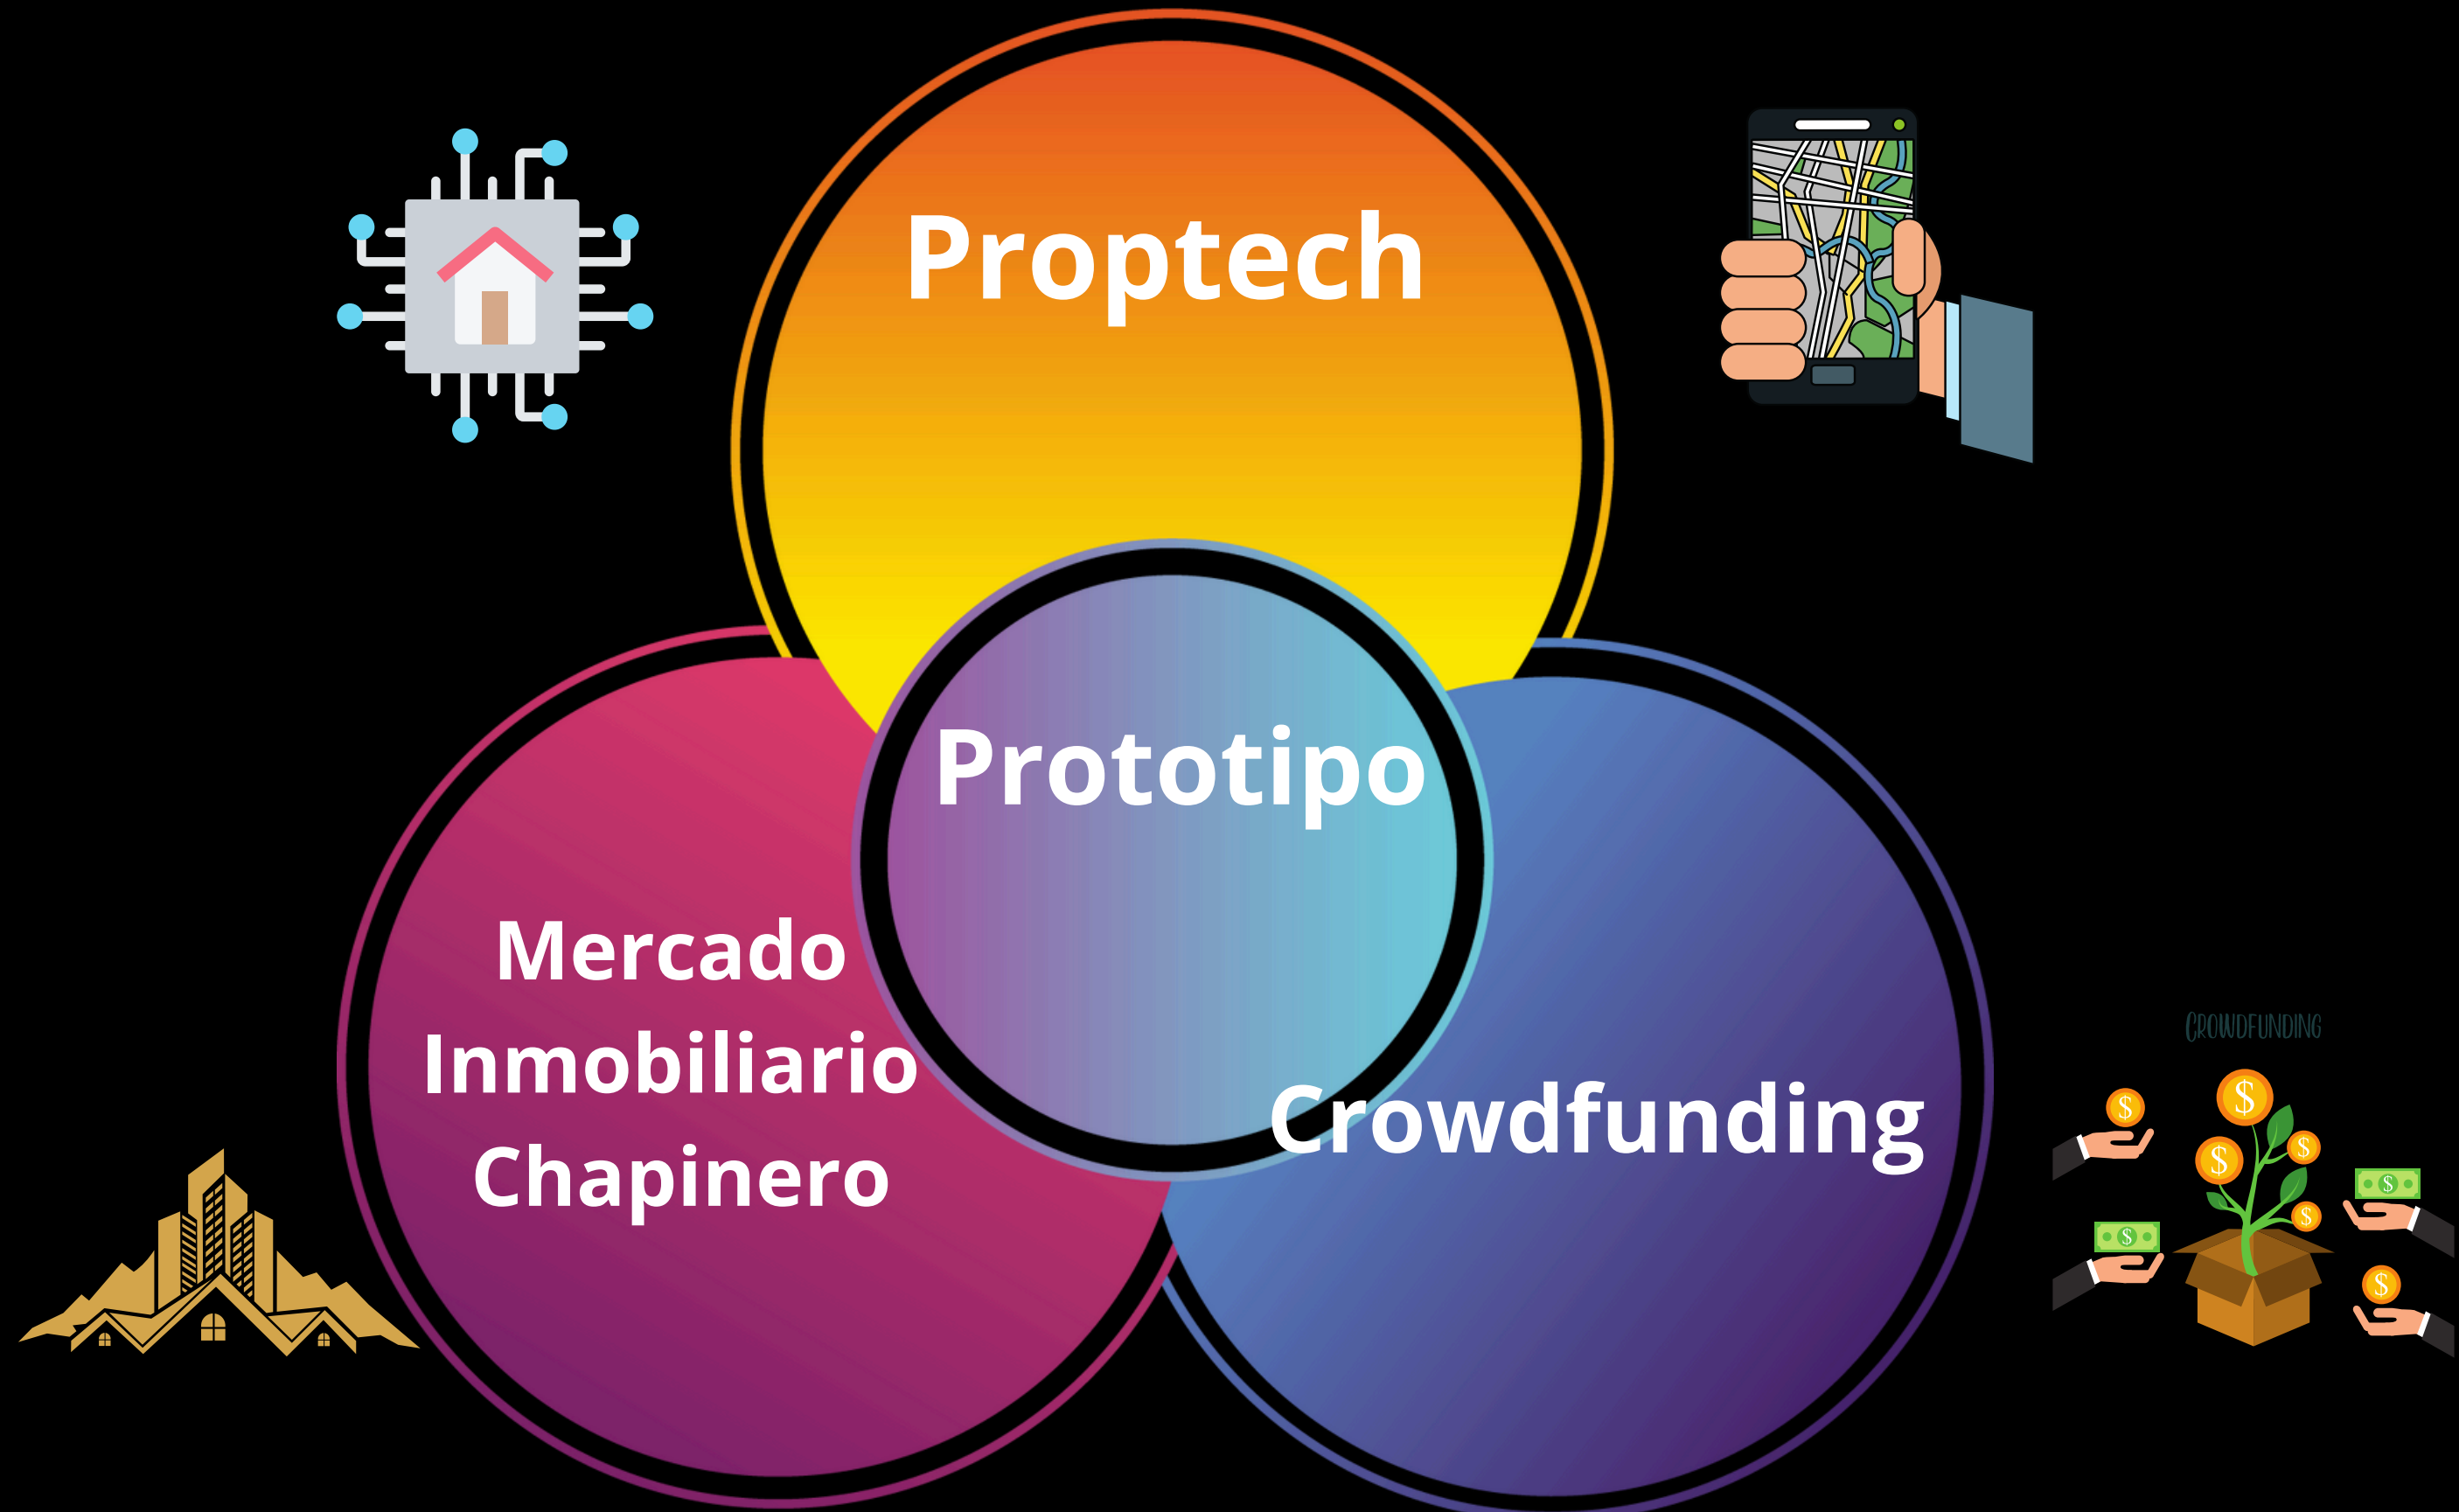 Proptech
Prototipo
Mercado
Inmobiliario
Chapinero
Crowdfunding
CROWDFUNDING
$
$
$
$
$
$
$
$